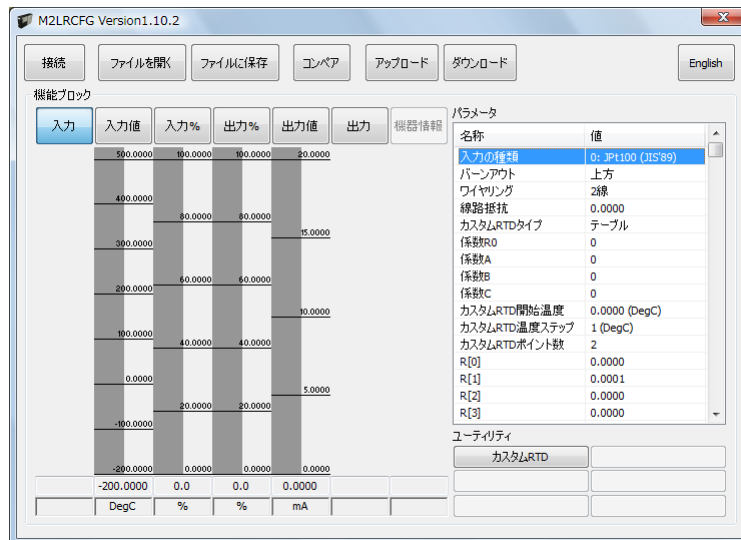 M2LRCFG Version1.10.2
接続 ファイルを開く ファイルに保存 コンペア アップロード ダウンロード English
機能ブロック
入力 入力値 入力% 出力% 出力値 出力 機器情報
500.0000 100.0000 100.0000 20.0000
400.0000
80.0000 80.0000
15.0000
300.0000
60.0000 60.0000
200.0000
10.0000
100.0000
40.0000 40.0000
0.0000
5.0000
20.0000 20.0000
-100.0000
-200.0000 0.0000 0.0000 0.0000
-200.0000 0.0 0.0 0.0000
DegC % % mA
パラメータ
名称 値
入力の種類 0: JPt100 (JIS'89)
バーンアウト 上方
ワイヤリング 2線
線路抵抗 0.0000
カスタムRTDタイプ テーブル
係数R0 0
係数A 0
係数B 0
係数C 0
カスタムRTD開始温度 0.0000 (DegC)
カスタムRTD温度ステップ 1 (DegC)
カスタムRTDポイント数 2
R[0] 0.0000
R[1] 0.0001
R[2] 0.0000
R[3] 0.0000
ユーティリティ
カスタムRTD